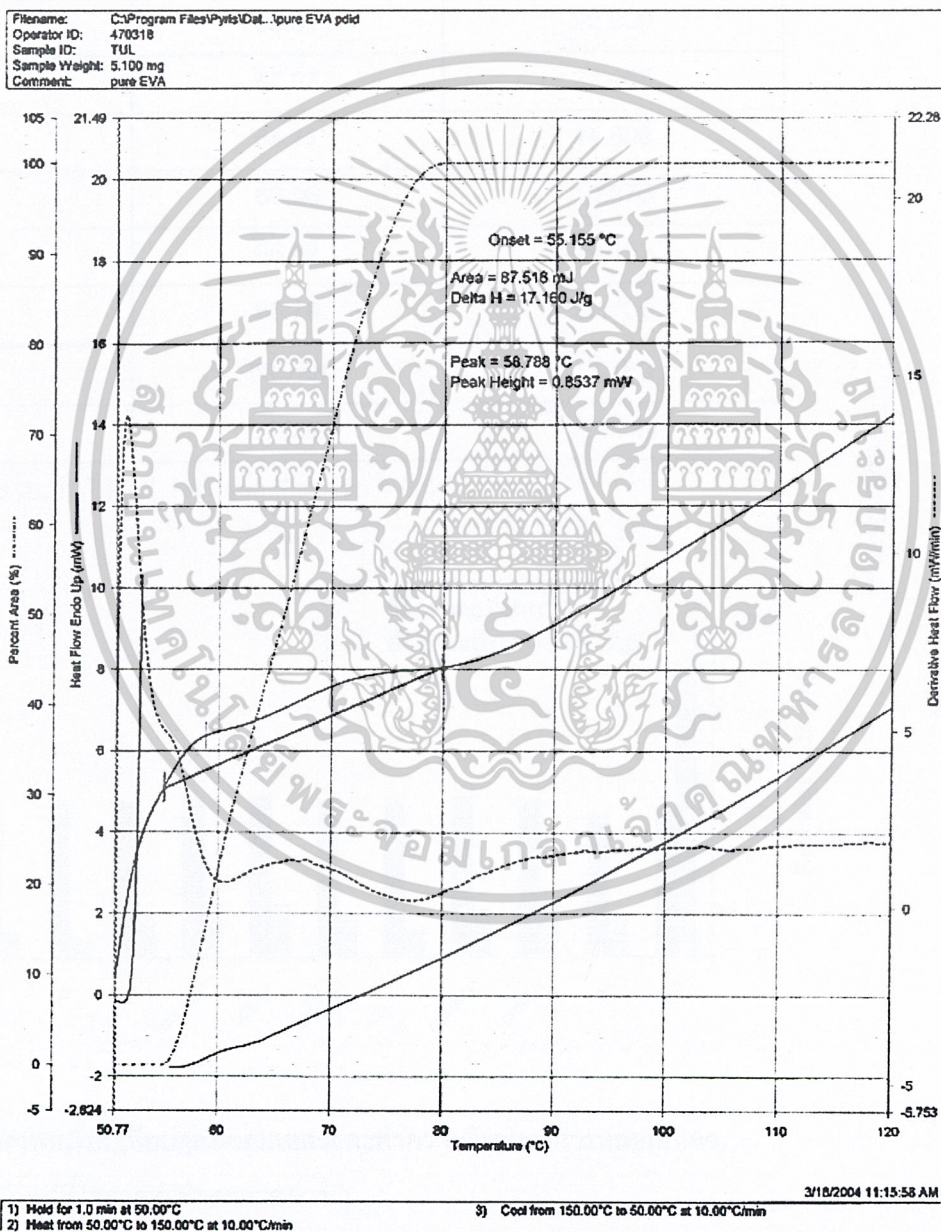 Filename: C:\Program Files\Pyris\Dat...\pure EVA pdid
Operator ID: 470318
Sample ID: TUL
Sample Weight: 5.100 mg
Comment: pure EVA
105
100
90
80
70
60
50
40
30
20
10
0
-5
Percent Area (%)
21.49
20
18
16
14
12
10
8
6
4
2
0
-2
-2.824
Heat Flow Endo Up (mW)
Onset = 55.155 °C
Area = 87.518 mJ
Delta H = 17.160 J/g
Peak = 58.788 °C
Peak Height = 0.8537 mW
22.28
20
15
10
5
0
-5
-6.753
Derivative Heat Flow (mW/min)
50.77
60
70
80
90
100
110
120
Temperature (°C)
3/18/2004 11:15:58 AM
1) Hold for 1.0 min at 50.00°C
2) Heat from 50.00°C to 150.00°C at 10.00°C/min
3) Cool from 150.00°C to 50.00°C at 10.00°C/min